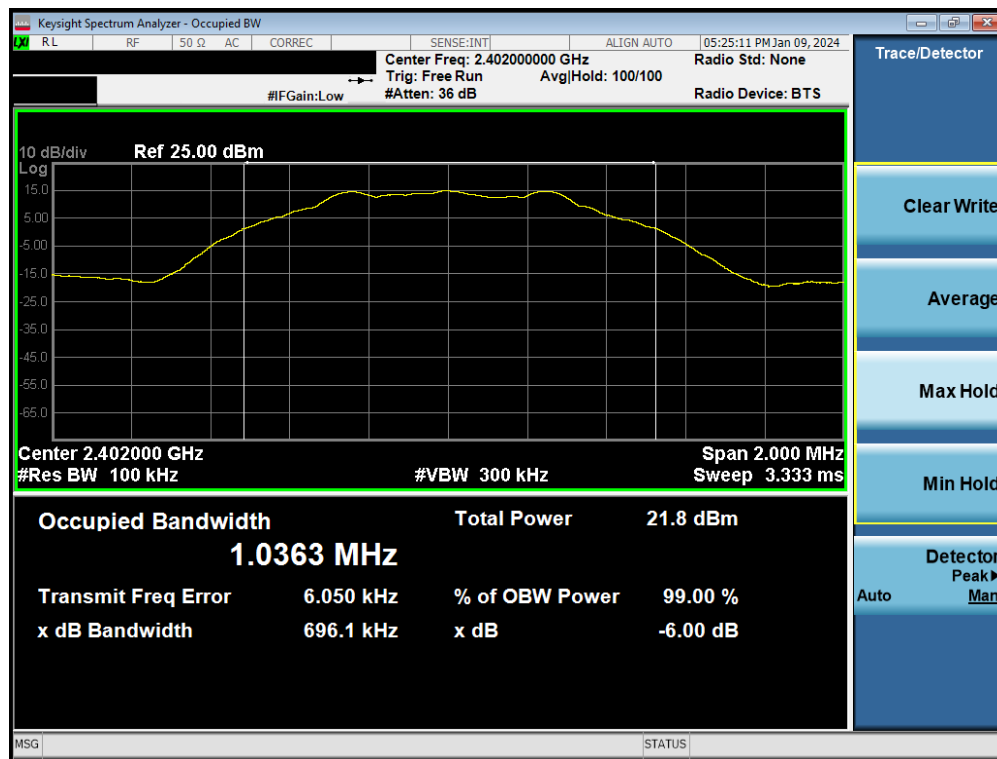 Keysight Spectrum Analyzer - Occupied BW
LXI RL RF 50 Ω AC CORREC SENSE:INT ALIGN AUTO 05:25:11 PM Jan 09, 2024
Center Freq: 2.402000000 GHz Radio Std: None
Trig: Free Run Avg|Hold: 100/100
#IFGain:Low #Atten: 36 dB Radio Device: BTS
10 dB/div Ref 25.00 dBm
Log
15.0
5.00
-5.00
-15.0
-25.0
-35.0
-45.0
-55.0
-65.0
Center 2.402000 GHz Span 2.000 MHz
#Res BW 100 kHz #VBW 300 kHz Sweep 3.333 ms
Occupied Bandwidth Total Power 21.8 dBm
1.0363 MHz
Transmit Freq Error 6.050 kHz % of OBW Power 99.00 %
x dB Bandwidth 696.1 kHz x dB -6.00 dB
MSG STATUS
Trace/Detector
Clear Write
Average
Max Hold
Min Hold
Detector
Peak▶
Auto Man